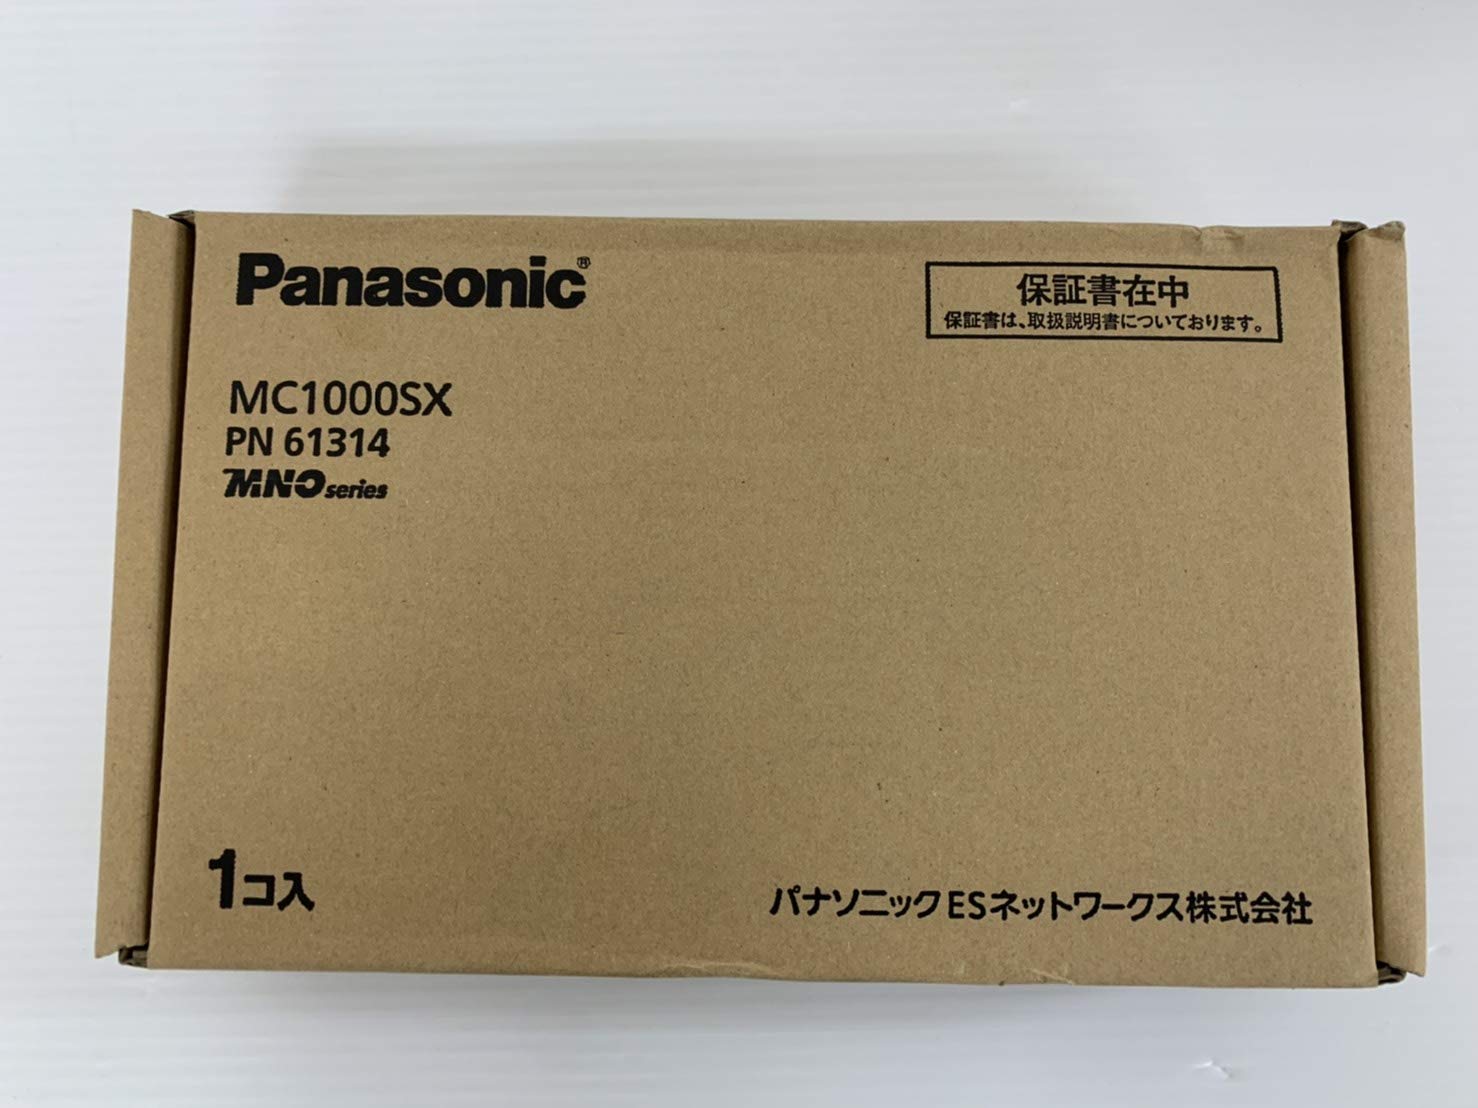 Panasonic®
保証書在中
保証書は、取扱説明書についております。
MC1000SX
PN 61314
MNO series
1コ入
パナソニックESネットワークス株式会社